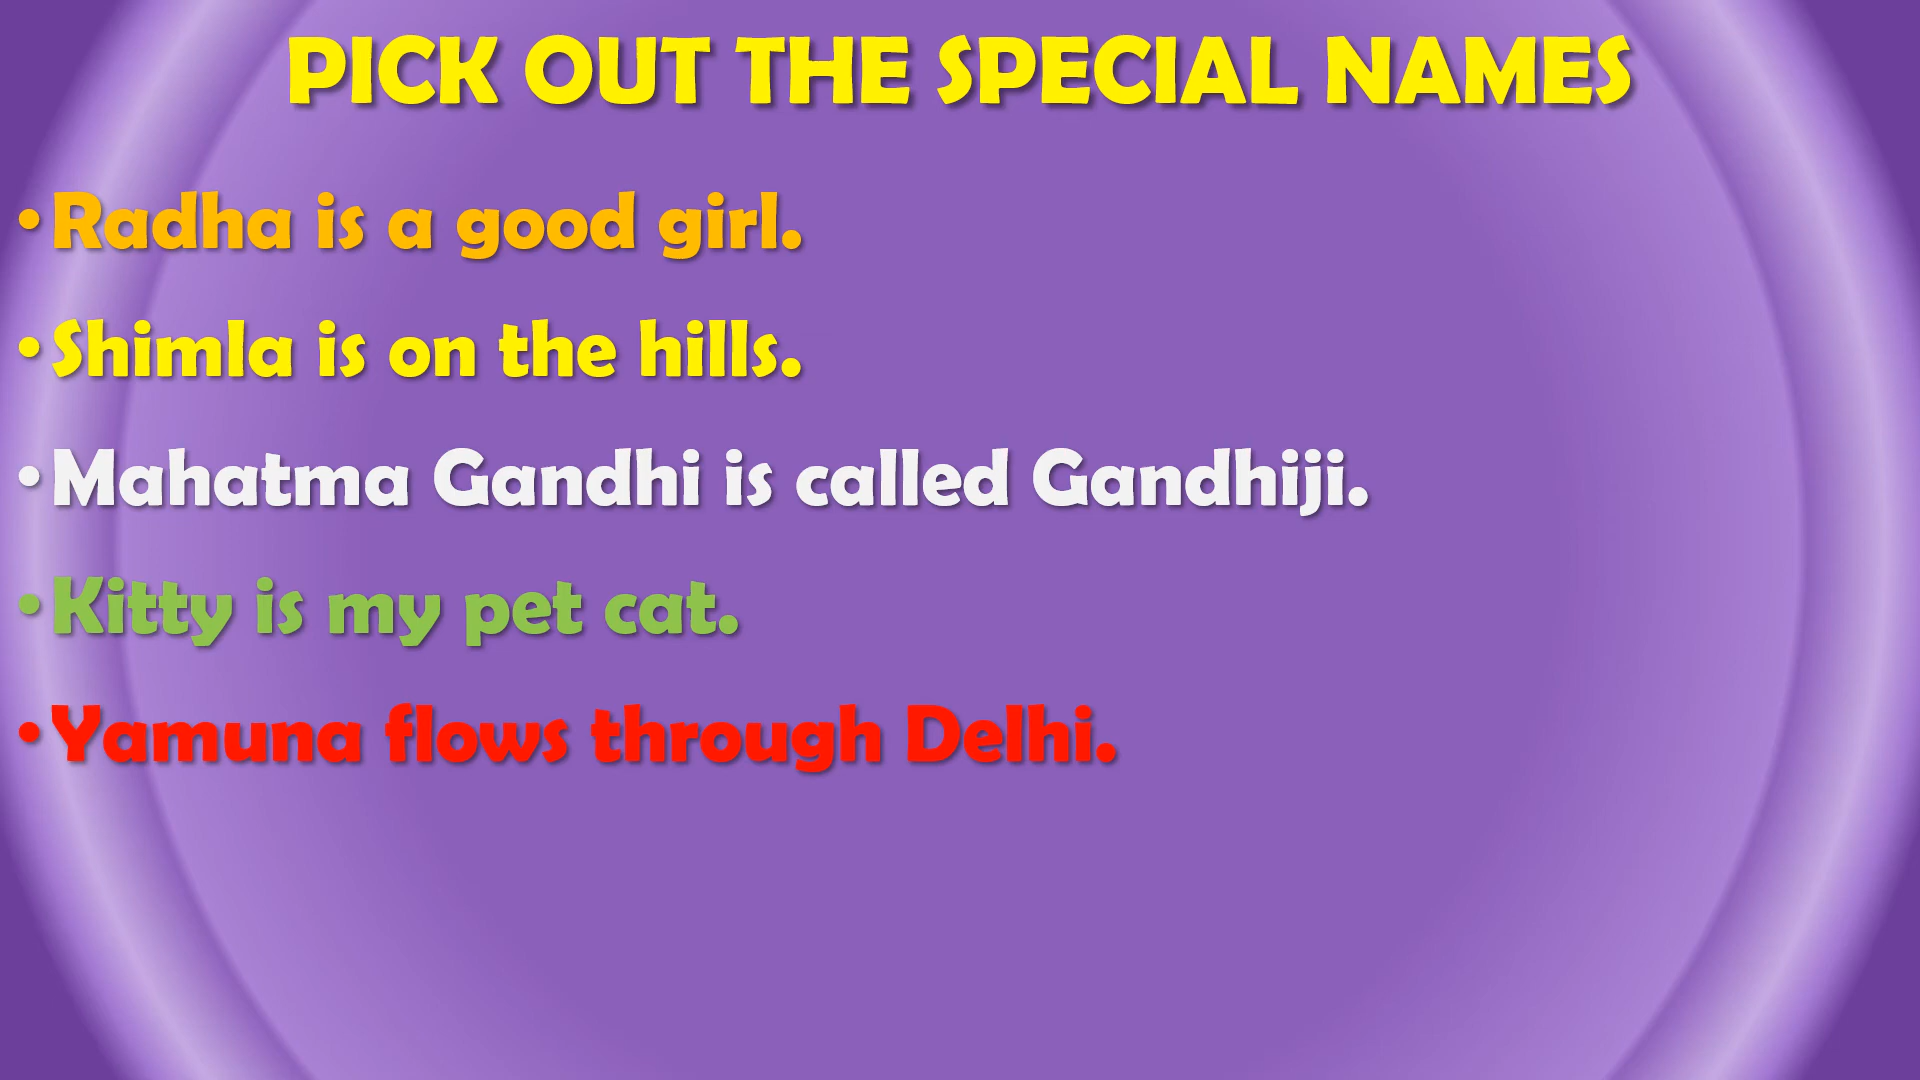 PICK OUT THE SPECIAL NAMES
• Radha is a good girl.
• Shimla is on the hills.
• Mahatma Gandhi is called Gandhiji.
• Kitty is my pet cat.
• Yamuna flows through Delhi.